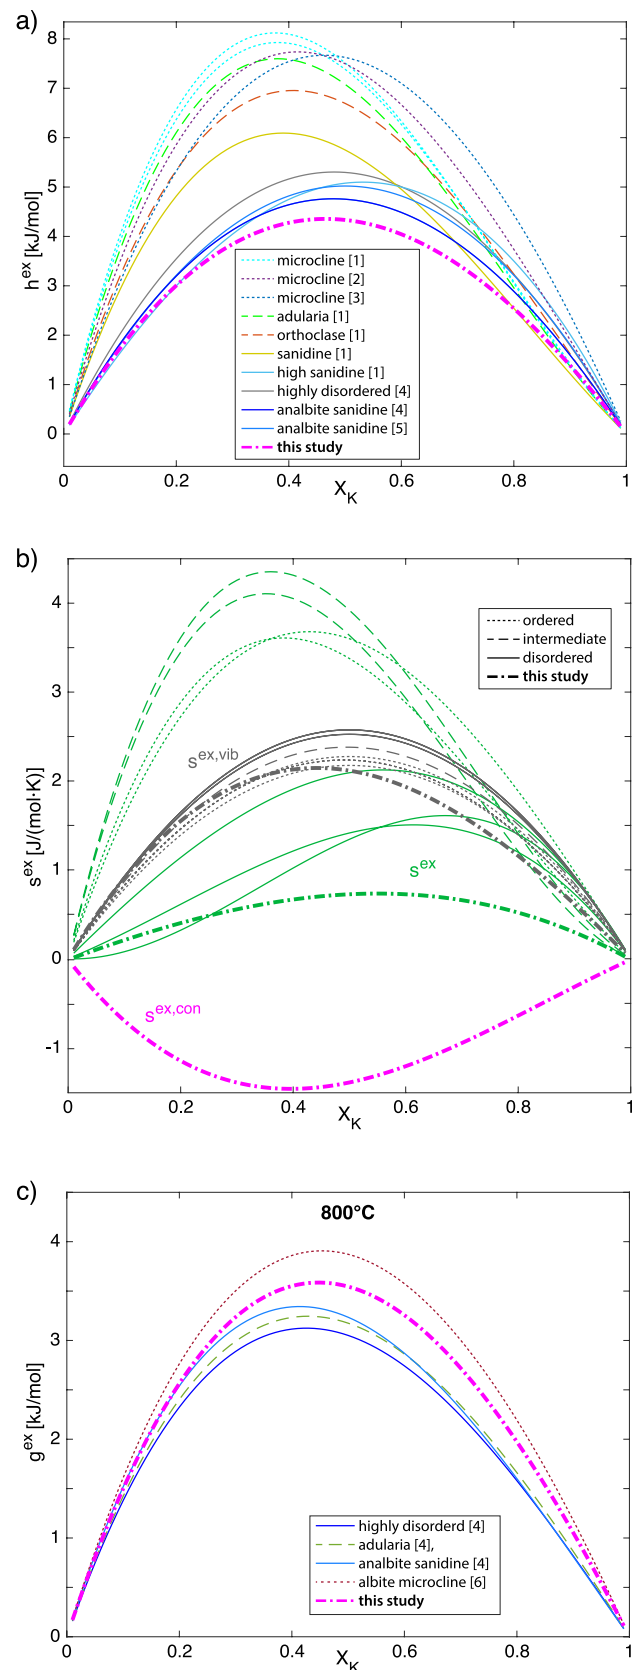 a)
8
7
6
5
4
3
2
1
0
h^ex [kJ/mol]
microcline [1]
microcline [2]
microcline [3]
adularia [1]
orthoclase [1]
sanidine [1]
high sanidine [1]
highly disordered [4]
analbite sanidine [4]
analbite sanidine [5]
this study
0 0.2 0.4 0.6 0.8 1
X_K
b)
4
3
2
1
0
-1
s^ex [J/(mol·K)]
ordered
intermediate
disordered
this study
s^ex,vib
s^ex
s^ex,con
0 0.2 0.4 0.6 0.8 1
X_K
c)
800°C
4
3
2
1
0
g^ex [kJ/mol]
highly disorderd [4]
adularia [4],
analbite sanidine [4]
albite microcline [6]
this study
0 0.2 0.4 0.6 0.8 1
X_K